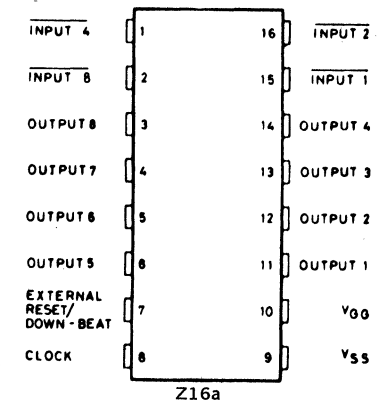 INPUT 4 1 16 INPUT 2
INPUT 8 2 15 INPUT 1
OUTPUT 8 3 14 OUTPUT 4
OUTPUT 7 4 13 OUTPUT 3
OUTPUT 6 5 12 OUTPUT 2
OUTPUT 5 6 11 OUTPUT 1
EXTERNAL
RESET/ 7 10 VGG
DOWN-BEAT
CLOCK 8 9 VSS
Z16a